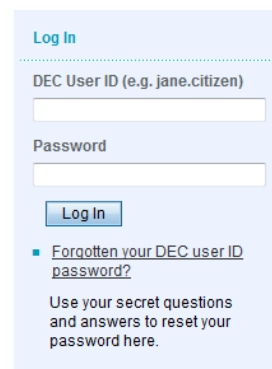 Log In
DEC User ID (e.g. jane.citizen)
Password
Log In
Forgotten your DEC user ID
password?
Use your secret questions
and answers to reset your
password here.